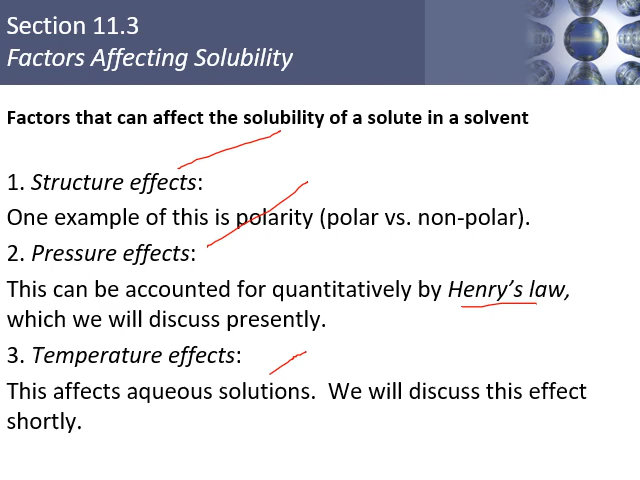 Section 11.3
Factors Affecting Solubility
Factors that can affect the solubility of a solute in a solvent
1. Structure effects:
One example of this is polarity (polar vs. non-polar).
2. Pressure effects:
This can be accounted for quantitatively by Henry's law,
which we will discuss presently.
3. Temperature effects:
This affects aqueous solutions.  We will discuss this effect
shortly.